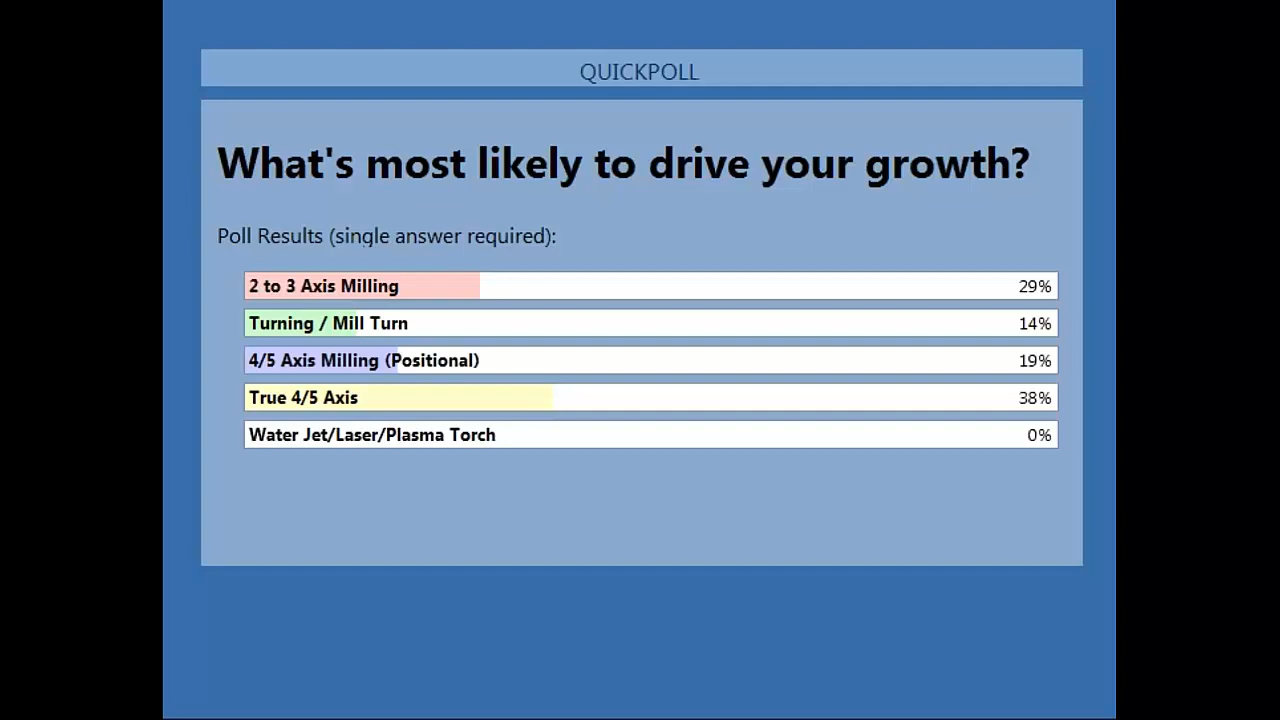 QUICKPOLL
What's most likely to drive your growth?
Poll Results (single answer required):
2 to 3 Axis Milling 29%
Turning / Mill Turn 14%
4/5 Axis Milling (Positional) 19%
True 4/5 Axis 38%
Water Jet/Laser/Plasma Torch 0%